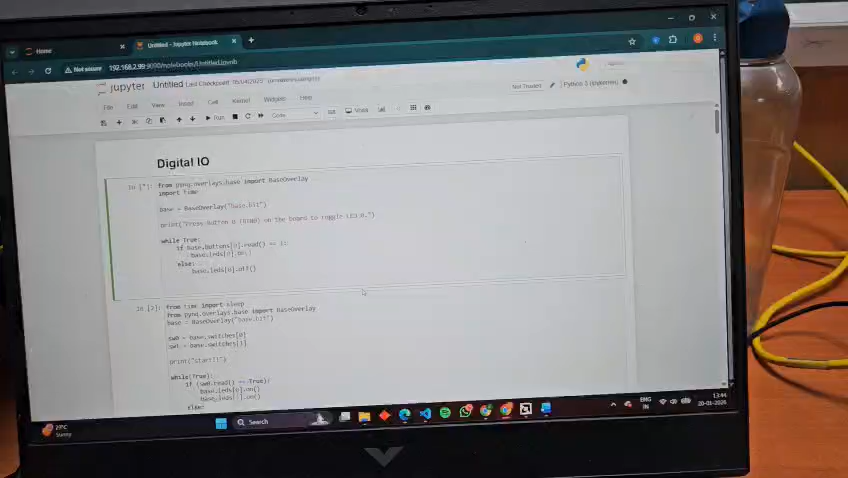 Home
Untitled - Jupyter Notebook
Not secure 192.168.2.99:9090/notebooks/Untitled.ipynb
jupyter Untitled Last Checkpoint:
File Edit View Insert Cell Kernel Widgets Help
Not Trusted Python 3 (ipykernel)
Run Code Voila
Digital IO
In [*]: from pynq.overlays.base import BaseOverlay
import time
base = BaseOverlay("base.bit")
print("Press Button 0 (BTN0) on the board to toggle LED 0.")
while True:
if base.buttons[0].read() == 1:
base.leds[0].on()
else:
base.leds[0].off()
In [2]: from time import sleep
from pynq.overlays.base import BaseOverlay
base = BaseOverlay("base.bit")
sw0 = base.switches[0]
sw1 = base.switches[1]
print("start!!")
while(True):
if (sw0.read() == True):
base.leds[0].on()
base.leds[1].on()
else:
Sunny
Search
ENG
IN
13:44
20-01-2026